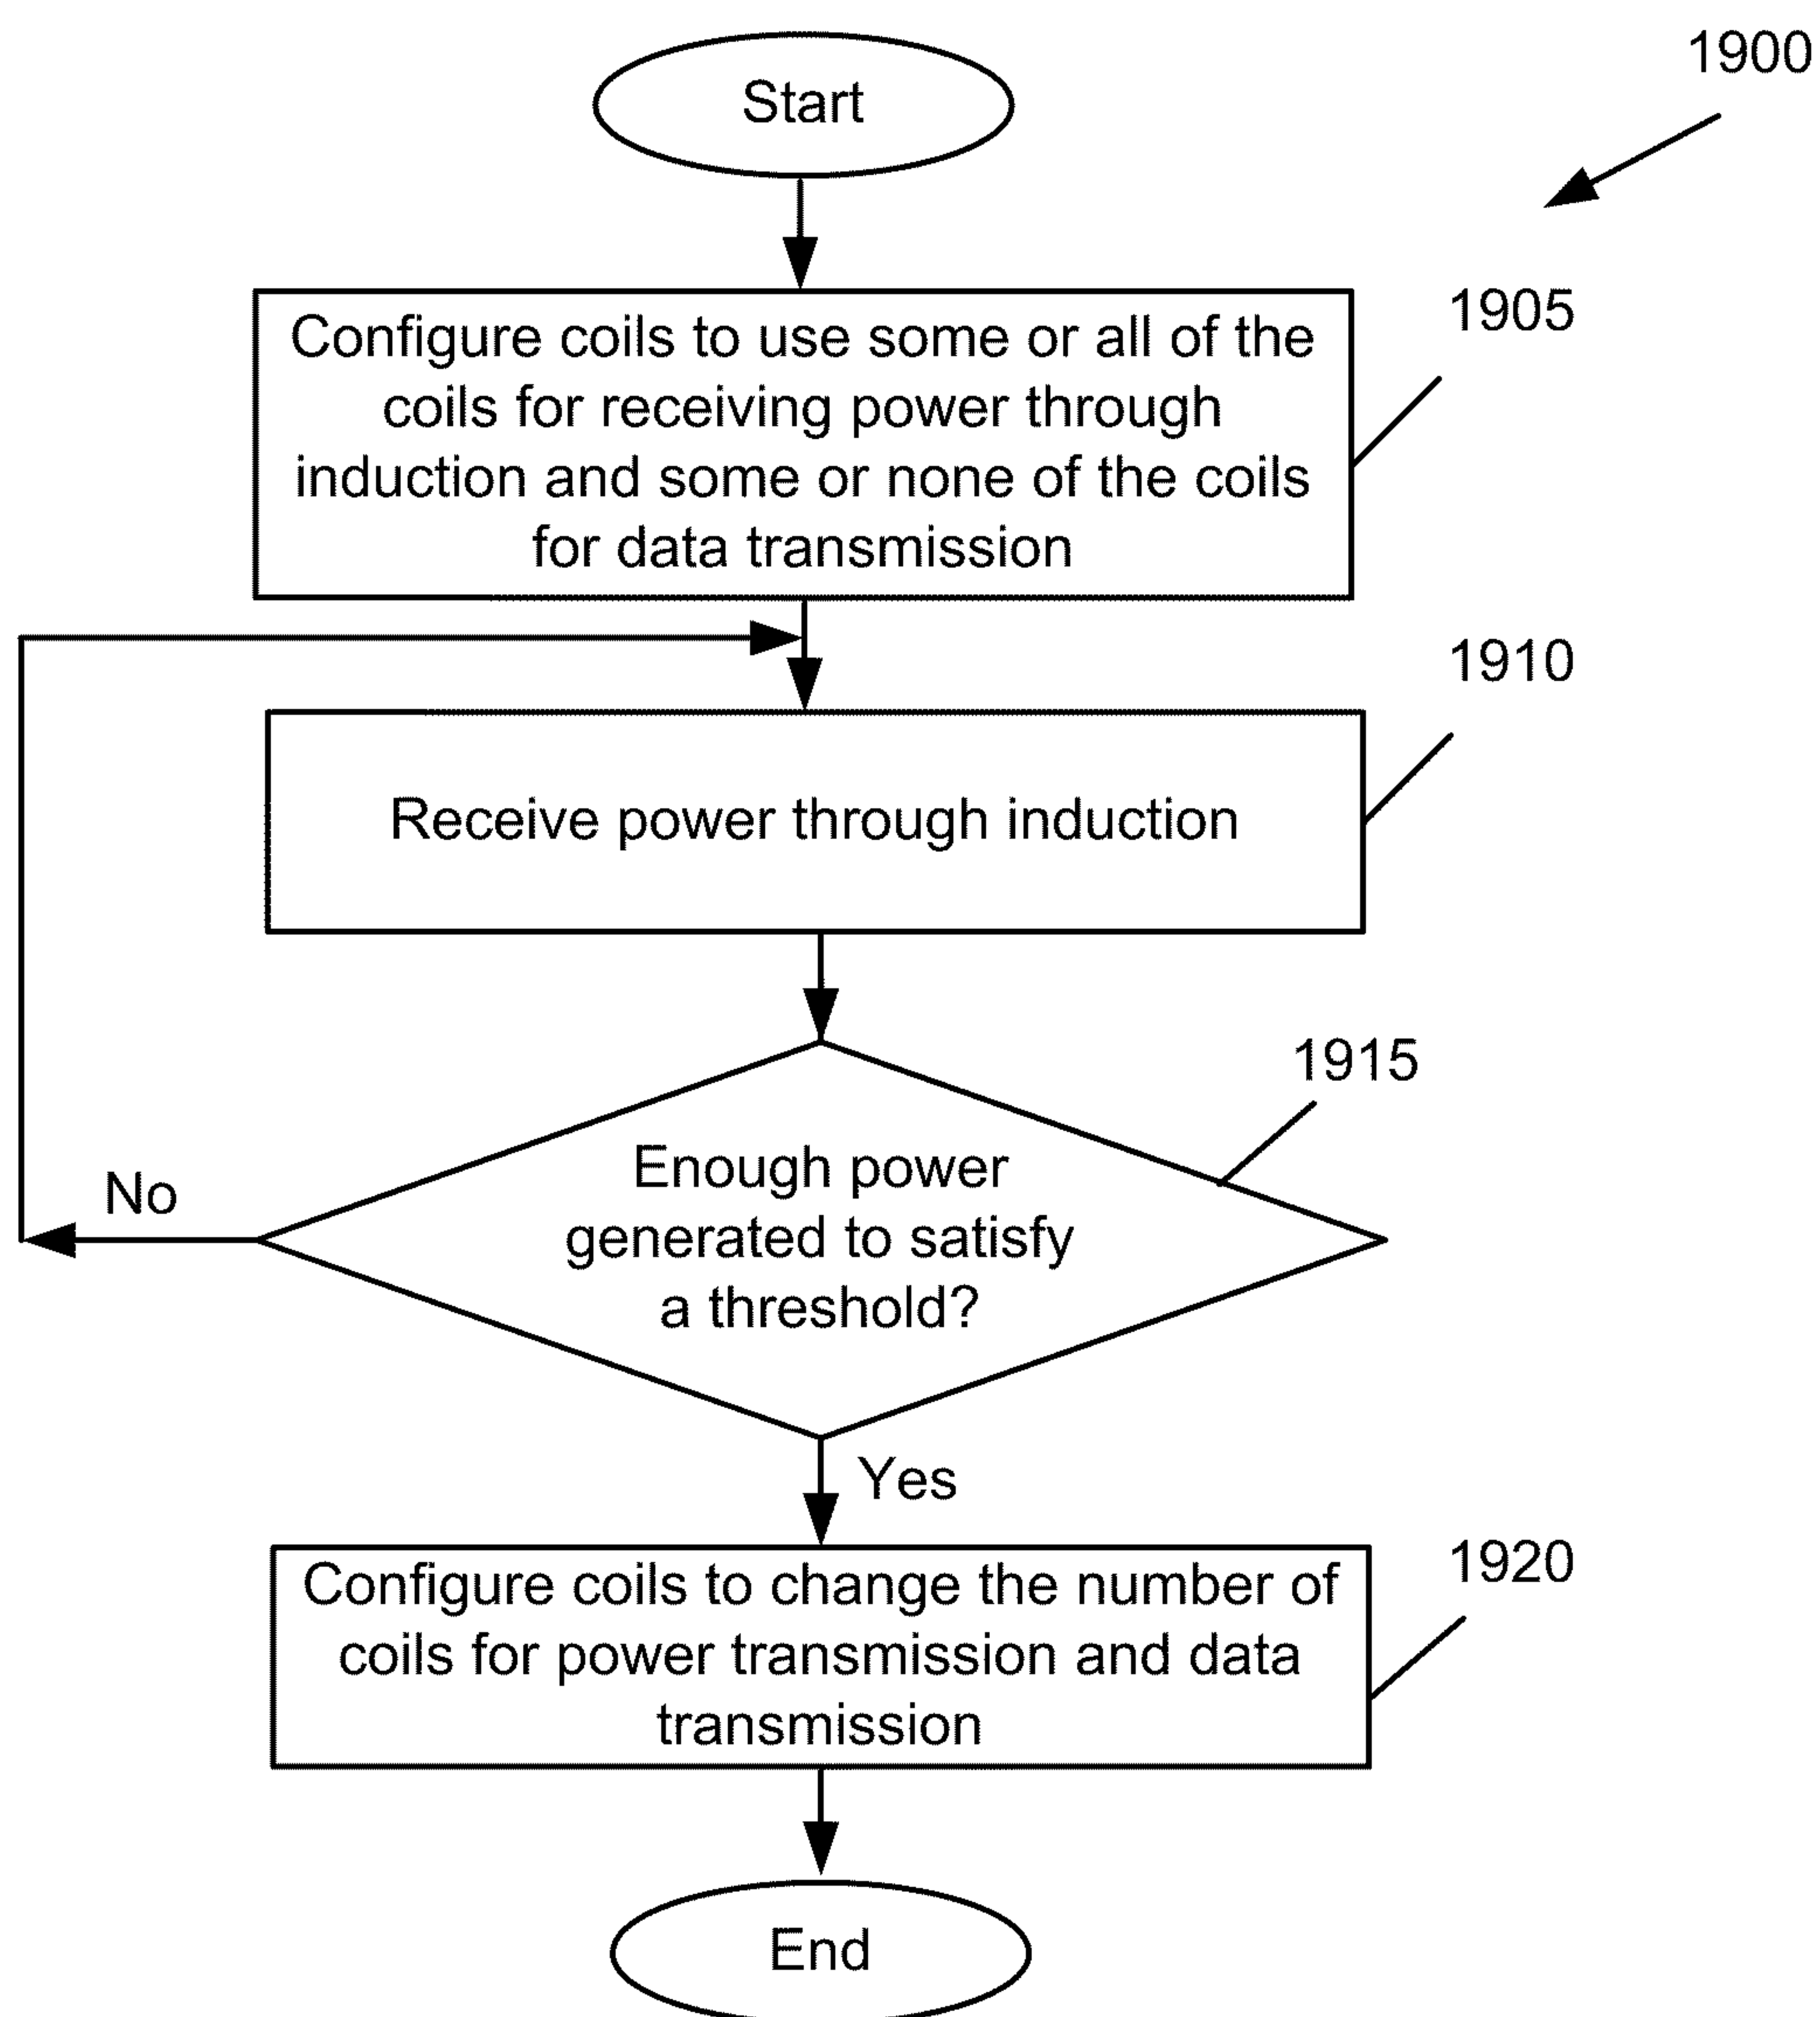 1900
Start
Configure coils to use some or all of the
coils for receiving power through
induction and some or none of the coils
for data transmission
1905
Receive power through induction
1910
Enough power
generated to satisfy
a threshold?
1915
No
Yes
Configure coils to change the number of
coils for power transmission and data
transmission
1920
End